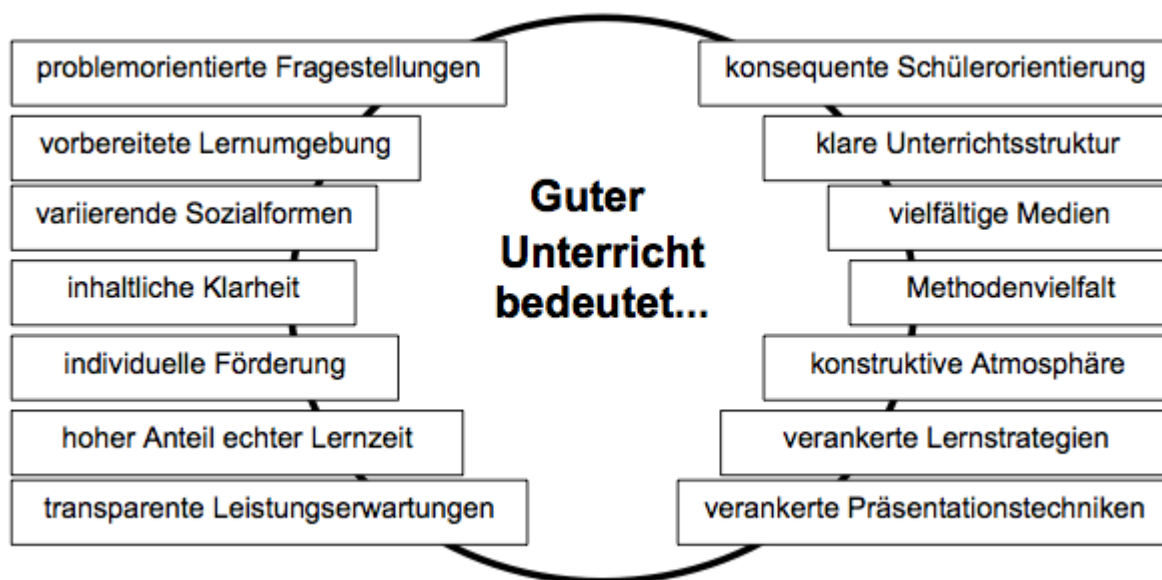 problemorientierte Fragestellungen
vorbereitete Lernumgebung
variierende Sozialformen
inhaltliche Klarheit
individuelle Förderung
hoher Anteil echter Lernzeit
transparente Leistungserwartungen
Guter
Unterricht
bedeutet...
konsequente Schülerorientierung
klare Unterrichtsstruktur
vielfältige Medien
Methodenvielfalt
konstruktive Atmosphäre
verankerte Lernstrategien
verankerte Präsentationstechniken